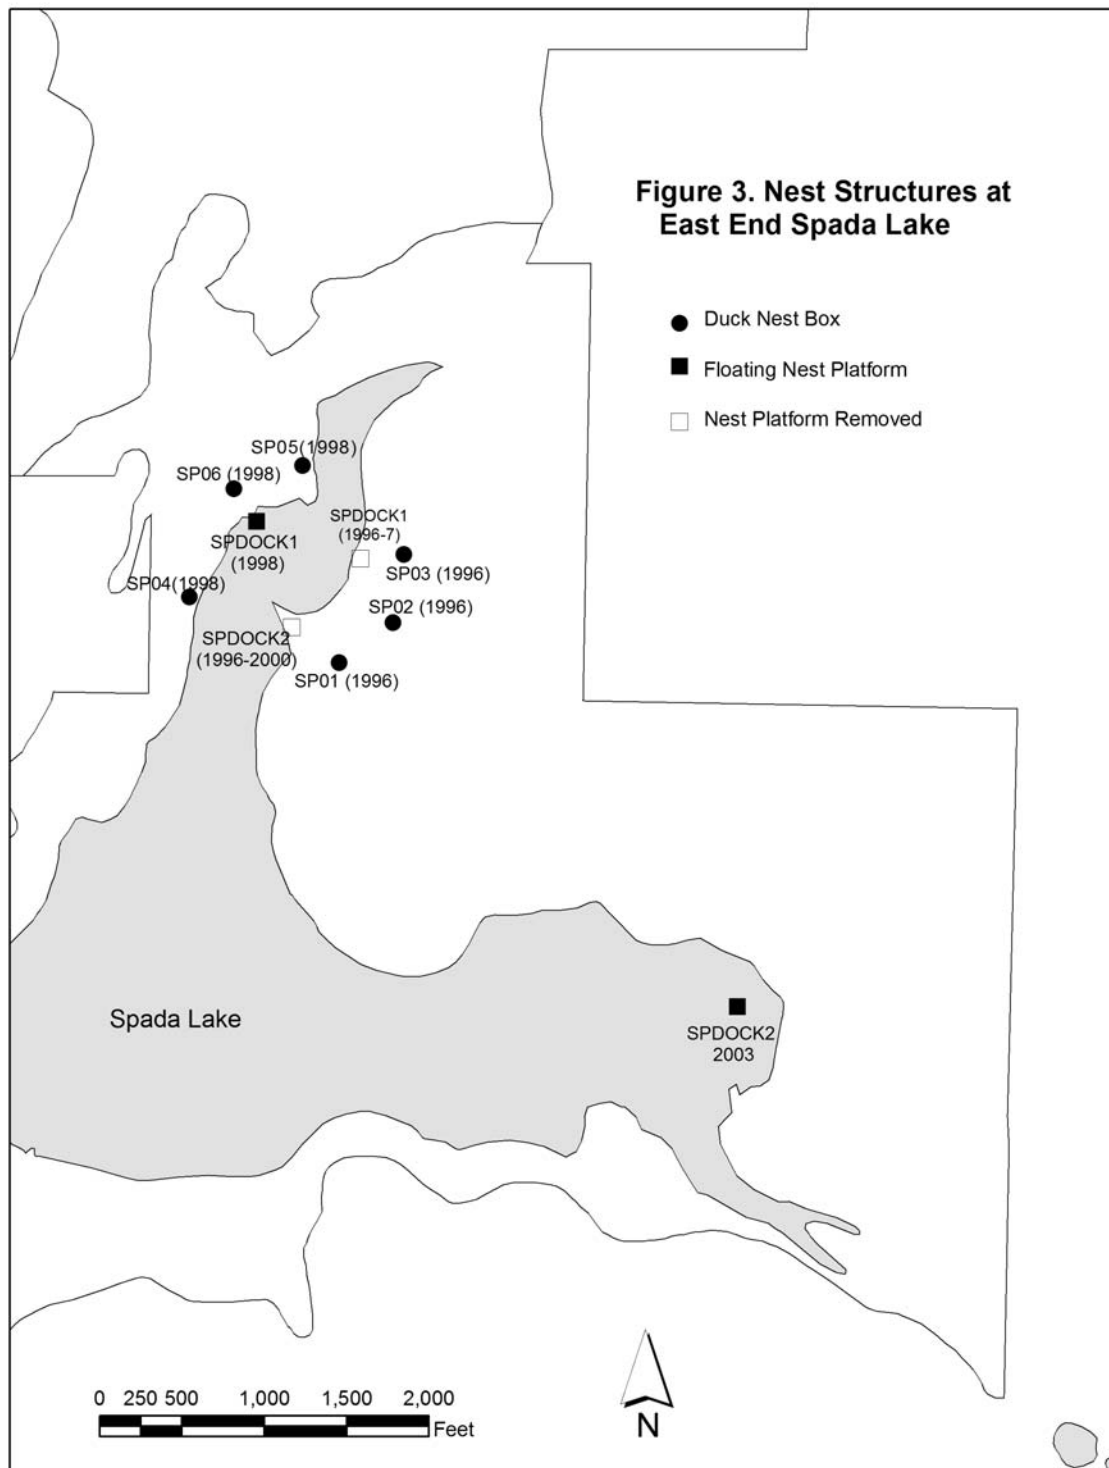 Figure 3. Nest Structures at
East End Spada Lake
Duck Nest Box
Floating Nest Platform
Nest Platform Removed
SP05(1998)
SP06 (1998)
SPDOCK1
(1996-7)
SPDOCK1
(1998)
SP03 (1996)
SP04(1998)
SP02 (1996)
SPDOCK2
(1996-2000)
SP01 (1996)
Spada Lake
SPDOCK2
2003
0 250 500 1,000 1,500 2,000
Feet
N